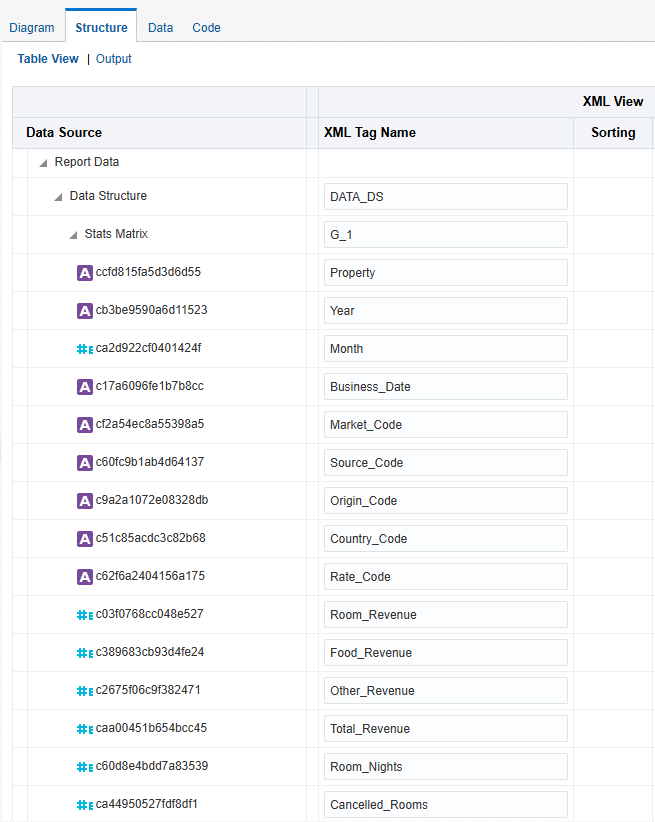 Diagram Structure Data Code
Table View | Output
XML View
Data Source XML Tag Name Sorting
Report Data
Data Structure DATA_DS
Stats Matrix G_1
A ccfd815fa5d3d6d55 Property
A cb3be9590a6d11523 Year
#E ca2d922cf0401424f Month
A c17a6096fe1b7b8cc Business_Date
A cf2a54ec8a55398a5 Market_Code
A c60fc9b1ab4d64137 Source_Code
A c9a2a1072e08328db Origin_Code
A c51c85acdc3c82b68 Country_Code
A c62f6a2404156a175 Rate_Code
#E c03f0768cc048e527 Room_Revenue
#E c389683cb93d4fe24 Food_Revenue
#E c2675f06c9f382471 Other_Revenue
#E caa00451b654bcc45 Total_Revenue
#E c60d8e4bdd7a83539 Room_Nights
#E ca44950527fdf8df1 Cancelled_Rooms